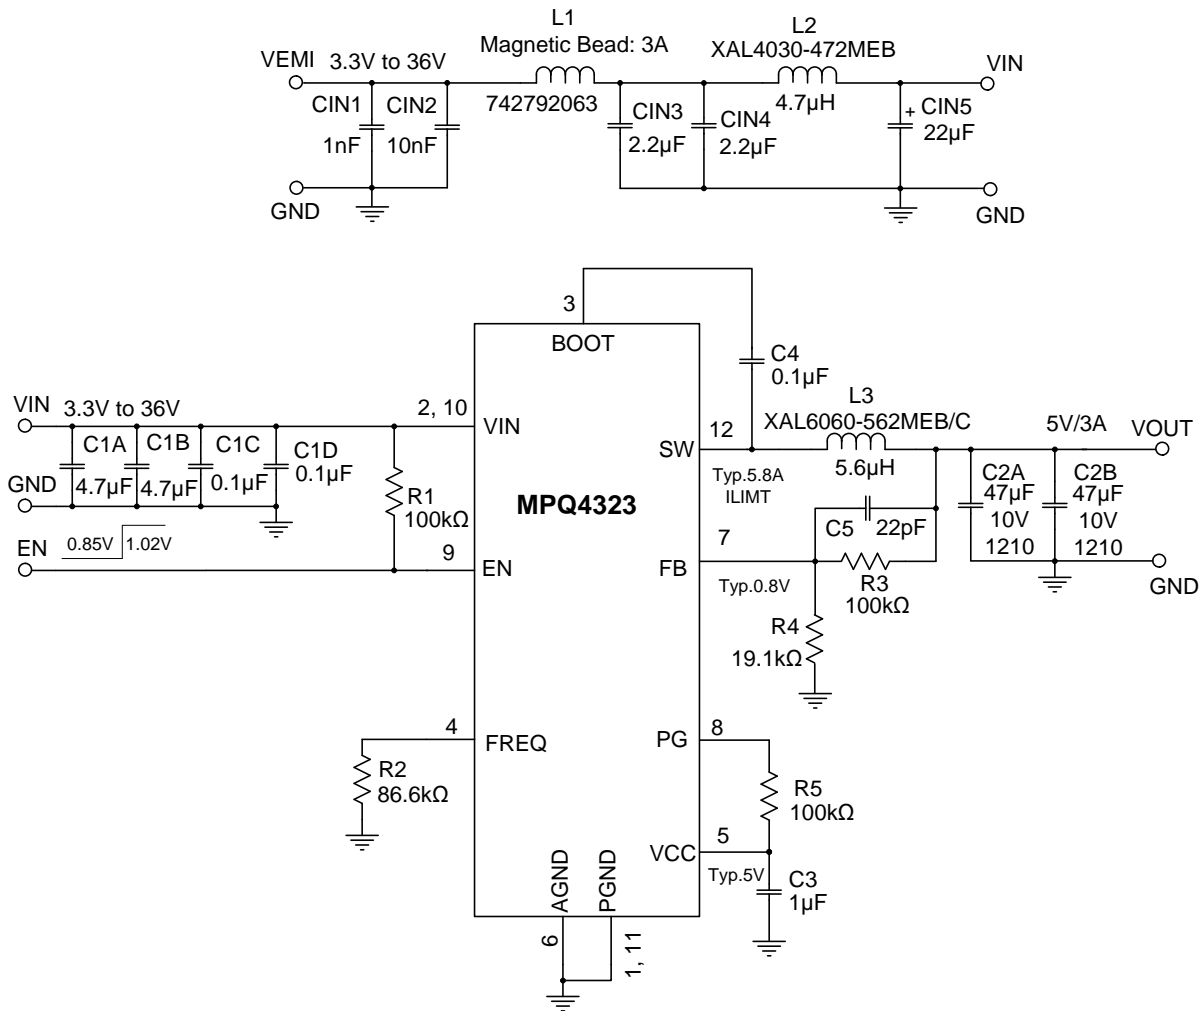 L1
Magnetic Bead: 3A
L2
XAL4030-472MEB
VEMI
3.3V to 36V
VIN
742792063
4.7µH
CIN1
CIN2
CIN3
CIN4
CIN5
+
1nF
10nF
2.2µF
2.2µF
22µF
GND
GND
3
BOOT
C4
0.1µF
VIN
3.3V to 36V
2, 10
VIN
L3
XAL6060-562MEB/C
12
SW
5V/3A
VOUT
C1A
C1B
C1C
C1D
4.7µF
4.7µF
0.1µF
0.1µF
GND
R1
100kΩ
MPQ4323
Typ.5.8A
ILIMT
5.6µH
C2A
47µF
10V
1210
C2B
47µF
10V
1210
C5
22pF
EN
0.85V
1.02V
9
EN
7
FB
Typ.0.8V
R3
100kΩ
GND
R4
19.1kΩ
4
FREQ
8
PG
R2
86.6kΩ
R5
100kΩ
5
VCC
Typ.5V
C3
1µF
AGND
PGND
6
1, 11